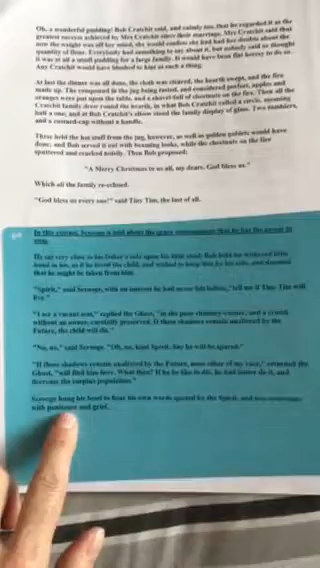 Oh, a wonderful pudding! Bob Cratchit said, and calmly too, that he regarded it as the
greatest success achieved by Mrs Cratchit since their marriage. Mrs Cratchit said that
now the weight was off her mind, she would confess she had had her doubts about the
quantity of flour. Everybody had something to say about it, but nobody said or thought
it was at all a small pudding for a large family. It would have been flat heresy to do so.
Any Cratchit would have blushed to hint at such a thing.
At last the dinner was all done, the cloth was cleared, the hearth swept, and the fire
made up. The compound in the jug being tasted, and considered perfect, apples and
oranges were put upon the table, and a shovel-full of chestnuts on the fire. Then all the
Cratchit family drew round the hearth, in what Bob Cratchit called a circle, meaning
half a one; and at Bob Cratchit's elbow stood the family display of glass. Two tumblers,
and a custard-cup without a handle.
These held the hot stuff from the jug, however, as well as golden goblets would have
done; and Bob served it out with beaming looks, while the chestnuts on the fire
sputtered and cracked noisily. Then Bob proposed:
"A Merry Christmas to us all, my dears. God bless us."
Which all the family re-echoed.
"God bless us every one!" said Tiny Tim, the last of all.
In this extract, Scrooge is told about the grave consequences that he has the power to
He sat very close to his father's side upon his little stool. Bob held his withered little
hand in his, as if he loved the child, and wished to keep him by his side, and dreaded
that he might be taken from him.
"Spirit," said Scrooge, with an interest he had never felt before, "tell me if Tiny Tim will
live."
"I see a vacant seat," replied the Ghost, "in the poor chimney-corner, and a crutch
without an owner, carefully preserved. If these shadows remain unaltered by the
Future, the child will die."
"No, no," said Scrooge. "Oh, no, kind Spirit. Say he will be spared."
"If these shadows remain unaltered by the Future, none other of my race," returned the
Ghost, "will find him here. What then? If he be like to die, he had better do it, and
decrease the surplus population."
Scrooge hung his head to hear his own words quoted by the Spirit, and was overcome
with penitence and grief.